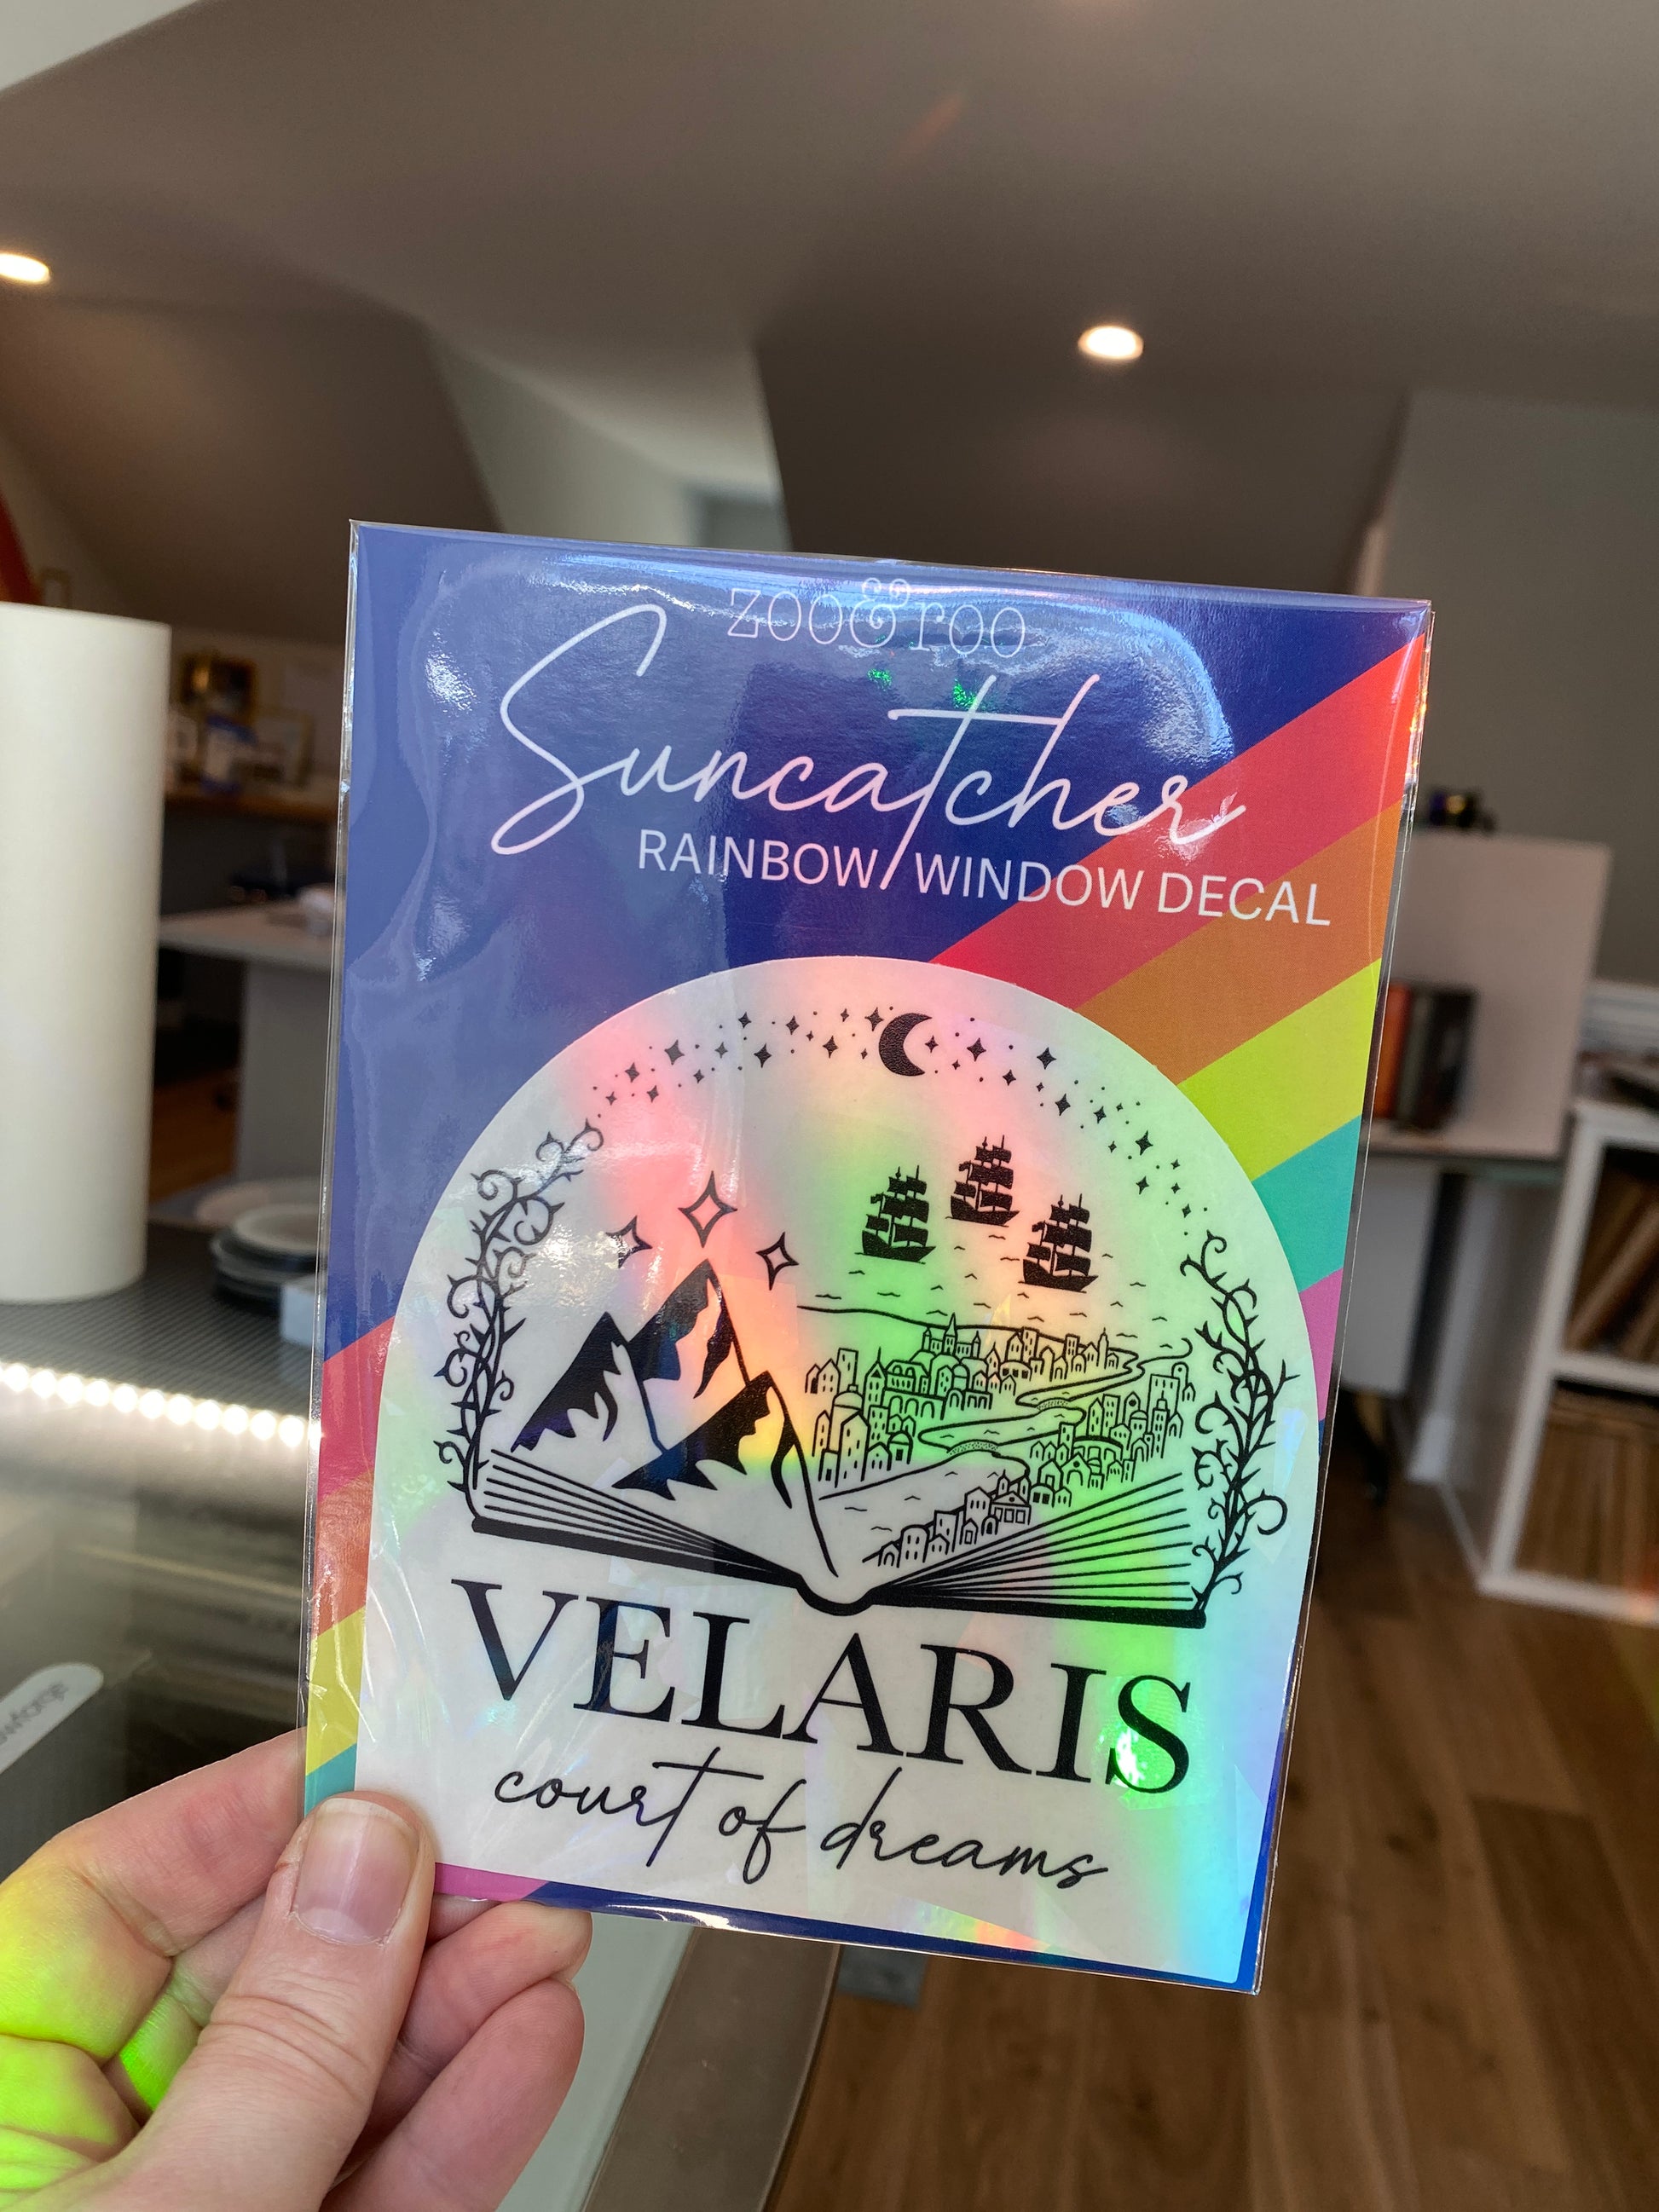 zoo&roo
Suncatcher
RAINBOW WINDOW DECAL
VELARIS
court of dreams